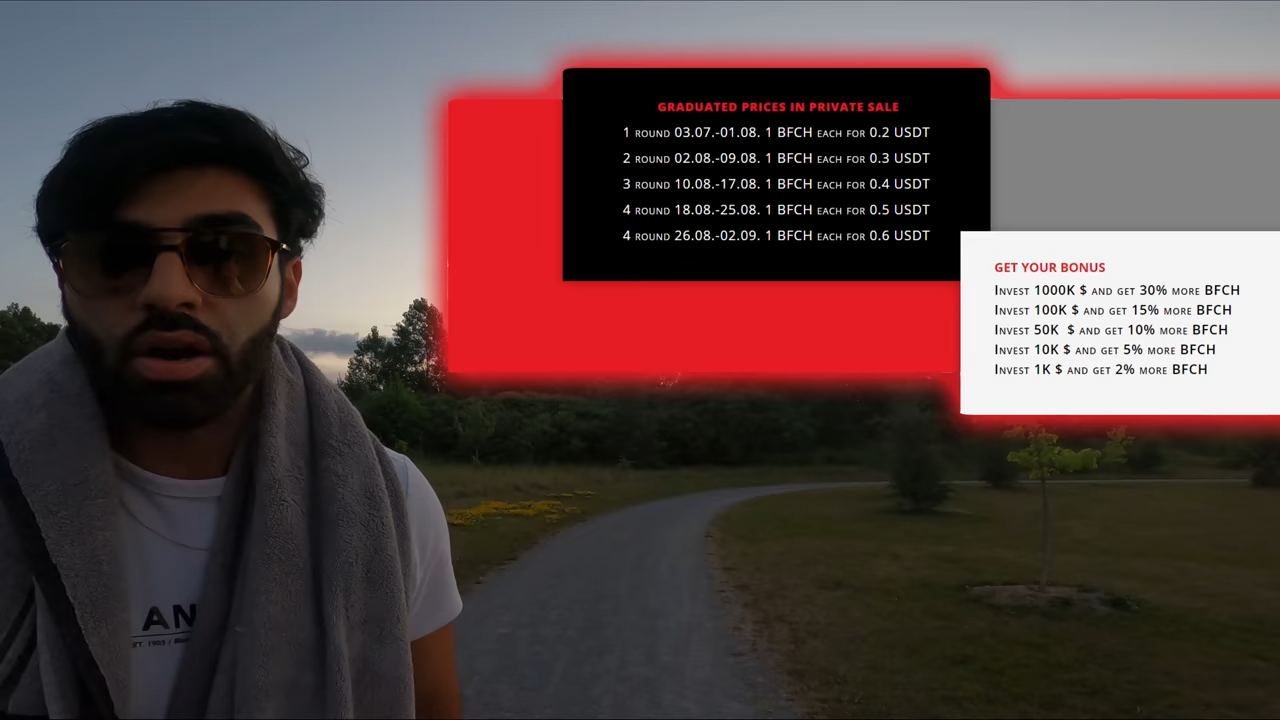 GRADUATED PRICES IN PRIVATE SALE
1 ROUND 03.07.-01.08. 1 BFCH EACH FOR 0.2 USDT
2 ROUND 02.08.-09.08. 1 BFCH EACH FOR 0.3 USDT
3 ROUND 10.08.-17.08. 1 BFCH EACH FOR 0.4 USDT
4 ROUND 18.08.-25.08. 1 BFCH EACH FOR 0.5 USDT
4 ROUND 26.08.-02.09. 1 BFCH EACH FOR 0.6 USDT
GET YOUR BONUS
INVEST 1000K $ AND GET 30% MORE BFCH
INVEST 100K $ AND GET 15% MORE BFCH
INVEST 50K $ AND GET 10% MORE BFCH
INVEST 10K $ AND GET 5% MORE BFCH
INVEST 1K $ AND GET 2% MORE BFCH
AN
EST. 1903 /